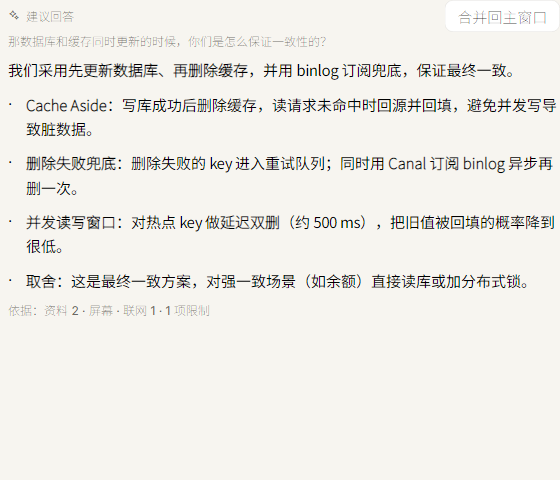 建议回答
合并回主窗口
那数据库和缓存同时更新的时候，你们是怎么保证一致性的？
我们采用先更新数据库、再删除缓存，并用 binlog 订阅兜底，保证最终一致。
· Cache Aside：写库成功后删除缓存，读请求未命中时回源并回填，避免并发写导
致脏数据。
· 删除失败兜底：删除失败的 key 进入重试队列；同时用 Canal 订阅 binlog 异步再
删一次。
· 并发读写窗口：对热点 key 做延迟双删（约 500 ms），把旧值被回填的概率降到
很低。
· 取舍：这是最终一致方案，对强一致场景（如余额）直接读库或加分布式锁。
依据：资料 2 · 屏幕 · 联网 1 · 1 项限制